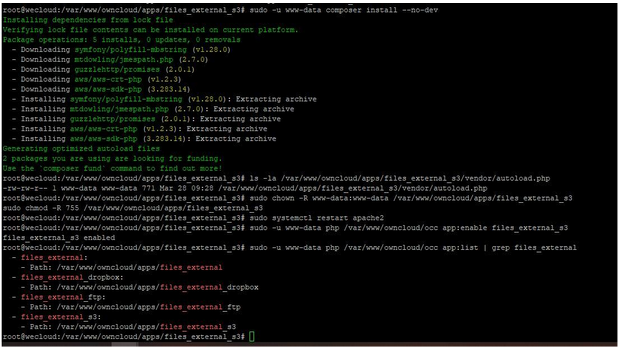 root@wecloud:/var/www/owncloud/apps/files_external_s3# sudo -u www-data composer install --no-dev
Installing dependencies from lock file
Verifying lock file contents can be installed on current platform.
Package operations: 5 installs, 0 updates, 0 removals
  - Downloading symfony/polyfill-mbstring (v1.28.0)
  - Downloading mtdowling/jmespath.php (2.7.0)
  - Downloading guzzlehttp/promises (2.0.1)
  - Downloading aws/aws-crt-php (v1.2.3)
  - Downloading aws/aws-sdk-php (3.283.14)
  - Installing symfony/polyfill-mbstring (v1.28.0): Extracting archive
  - Installing mtdowling/jmespath.php (2.7.0): Extracting archive
  - Installing guzzlehttp/promises (2.0.1): Extracting archive
  - Installing aws/aws-crt-php (v1.2.3): Extracting archive
  - Installing aws/aws-sdk-php (3.283.14): Extracting archive
Generating optimized autoload files
2 packages you are using are looking for funding.
Use the `composer fund` command to find out more!
root@wecloud:/var/www/owncloud/apps/files_external_s3# ls -la /var/www/owncloud/apps/files_external_s3/vendor/autoload.php
-rw-rw-r-- 1 www-data www-data 771 Mar 28 09:28 /var/www/owncloud/apps/files_external_s3/vendor/autoload.php
root@wecloud:/var/www/owncloud/apps/files_external_s3# sudo chown -R www-data:www-data /var/www/owncloud/apps/files_external_s3
sudo chmod -R 755 /var/www/owncloud/apps/files_external_s3
root@wecloud:/var/www/owncloud/apps/files_external_s3# sudo systemctl restart apache2
root@wecloud:/var/www/owncloud/apps/files_external_s3# sudo -u www-data php /var/www/owncloud/occ app:enable files_external_s3
files_external_s3 enabled
root@wecloud:/var/www/owncloud/apps/files_external_s3# sudo -u www-data php /var/www/owncloud/occ app:list | grep files_external
  - files_external:
    - Path: /var/www/owncloud/apps/files_external
  - files_external_dropbox:
    - Path: /var/www/owncloud/apps/files_external_dropbox
  - files_external_ftp:
    - Path: /var/www/owncloud/apps/files_external_ftp
  - files_external_s3:
    - Path: /var/www/owncloud/apps/files_external_s3
root@wecloud:/var/www/owncloud/apps/files_external_s3#